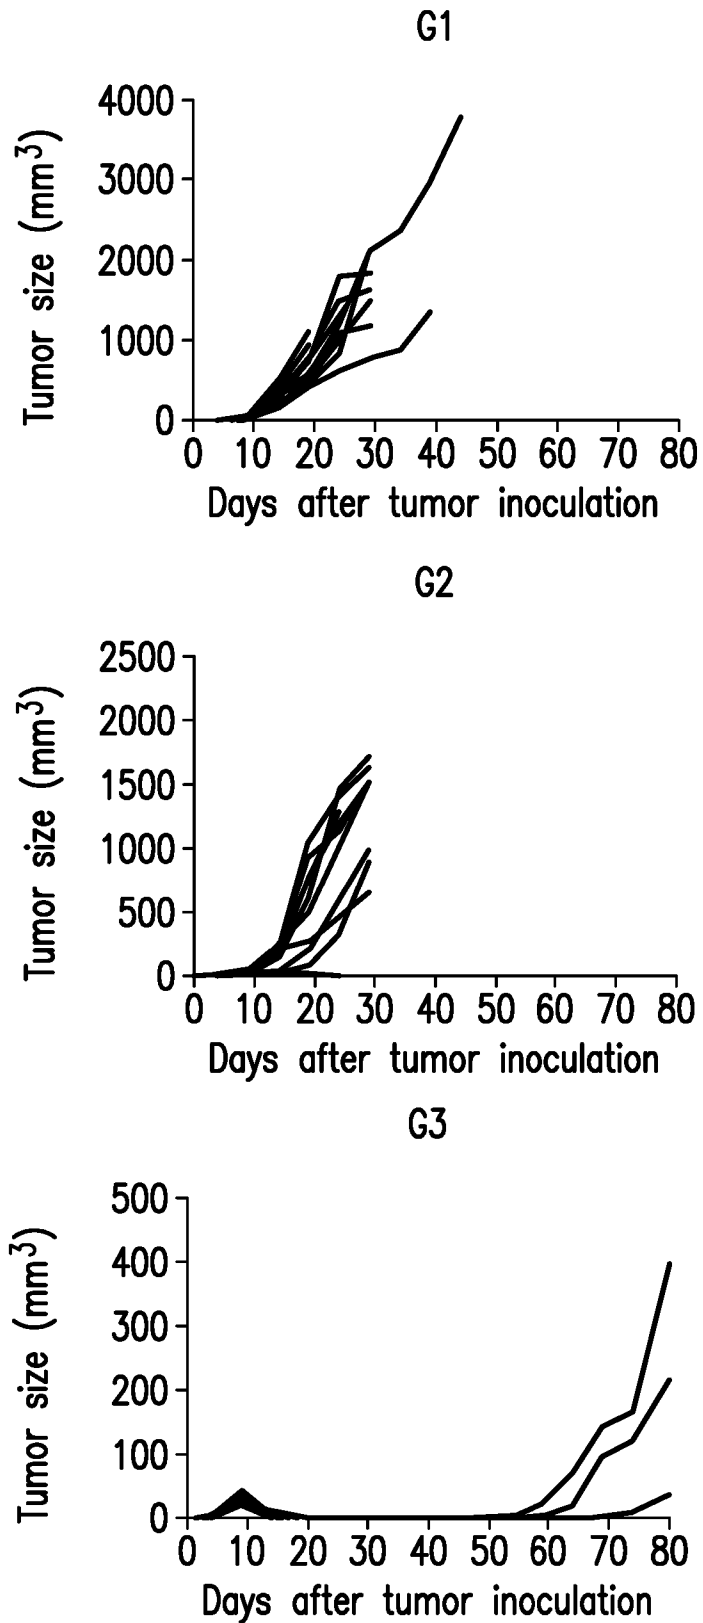 G1
Tumor size (mm³)
4000
3000
2000
1000
0
0 10 20 30 40 50 60 70 80
Days after tumor inoculation
G2
Tumor size (mm³)
2500
2000
1500
1000
500
0
0 10 20 30 40 50 60 70 80
Days after tumor inoculation
G3
Tumor size (mm³)
500
400
300
200
100
0
0 10 20 30 40 50 60 70 80
Days after tumor inoculation